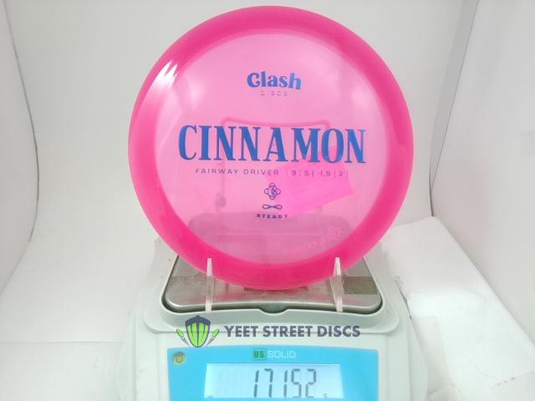 Clash
DISCS
CINNAMON
FAIRWAY DRIVER | 9 | 5 | -1,5 | 2 |
STEADY
YEET STREET DISCS
US SOLID
171.52